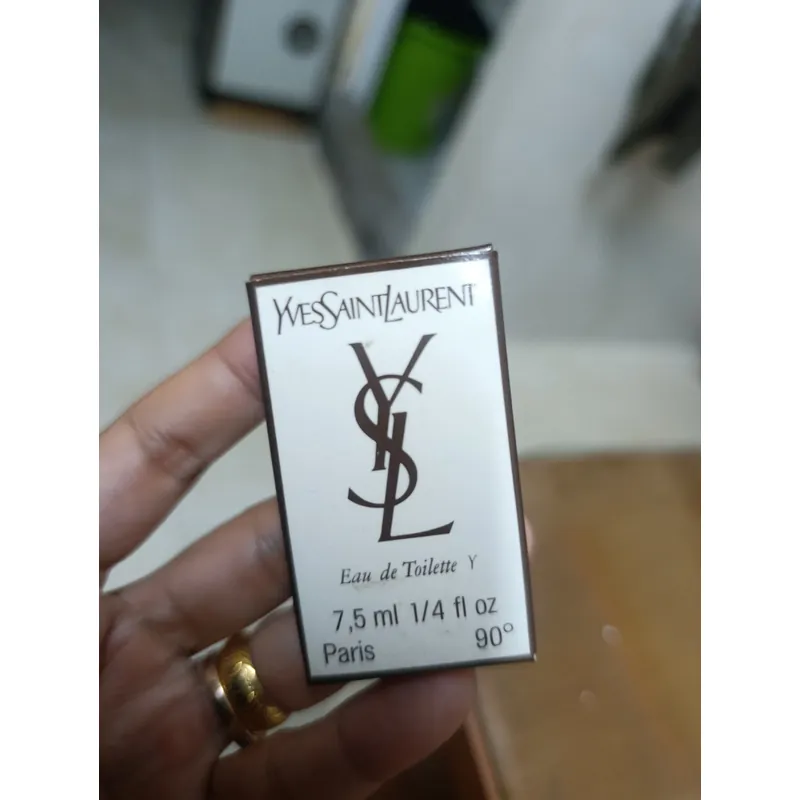 YVESSAINTLAURENT
YSL
Eau de Toilette Y
7,5 ml 1/4 fl oz
Paris 90°